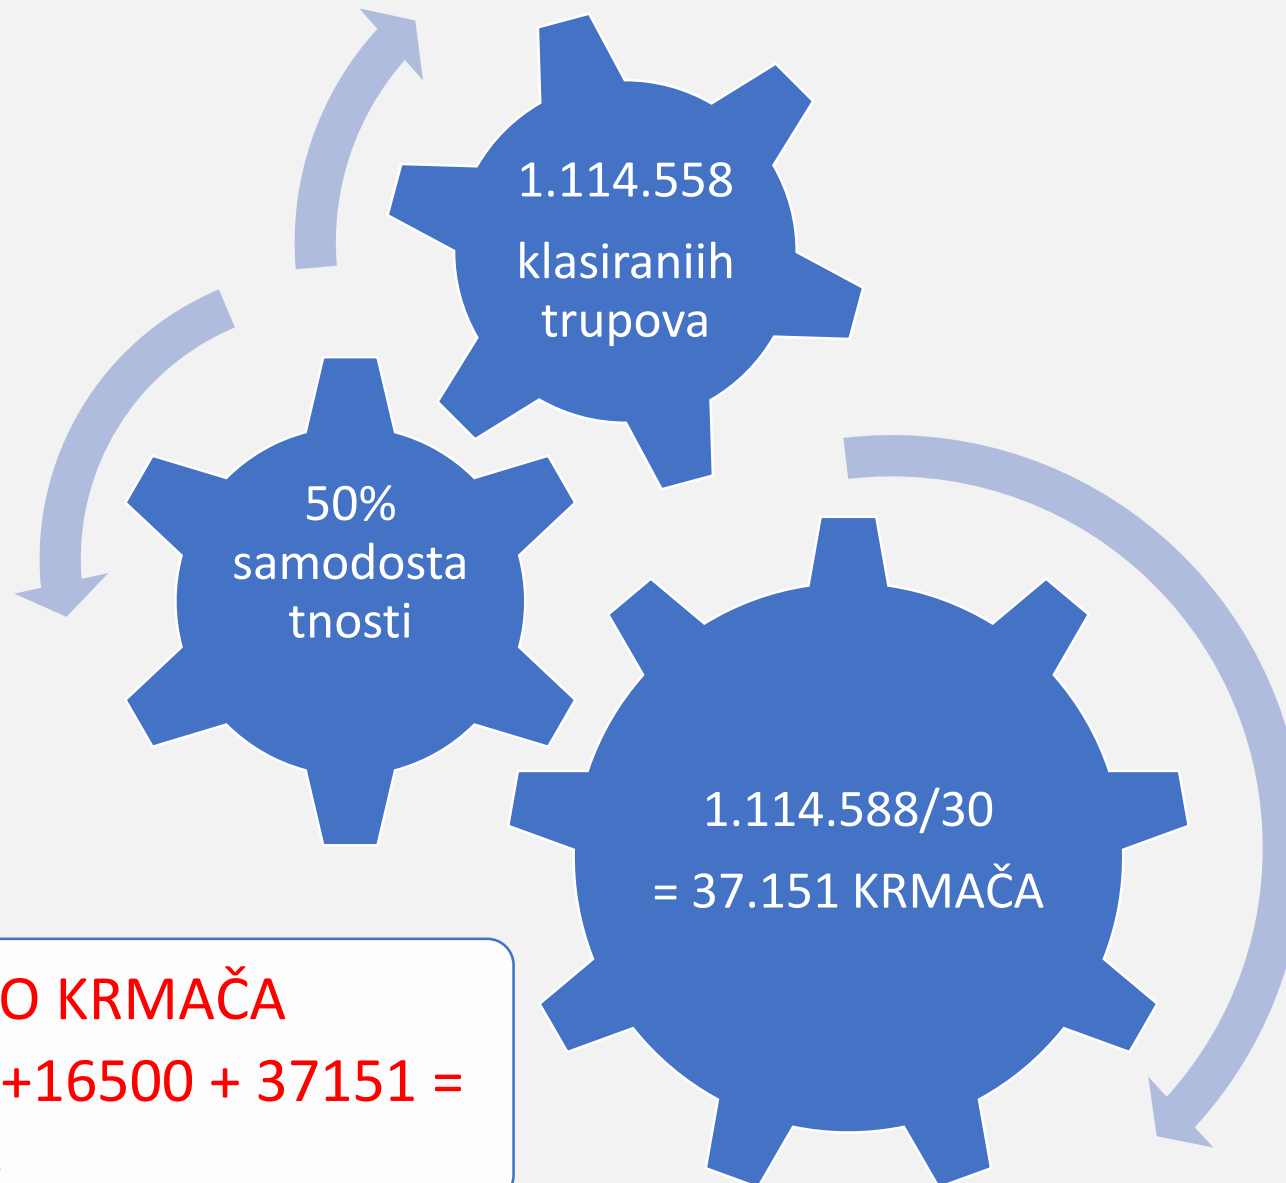 1.114.558
klasiraniih
trupova
50%
samodosta
tnosti
1.114.588/30
= 37.151 KRMAČA
O KRMAČA
+16500 + 37151 =